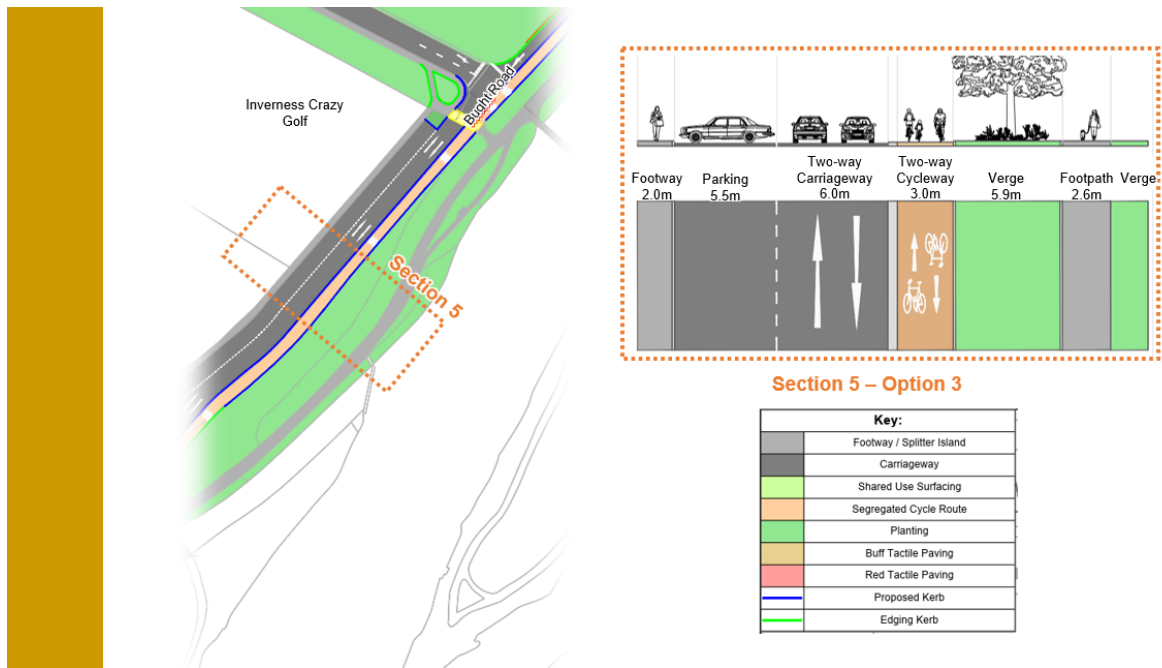 Inverness Crazy
Golf
Bught Road
Section 5
Footway
2.0m
Parking
5.5m
Two-way
Carriageway
6.0m
Two-way
Cycleway
3.0m
Verge
5.9m
Footpath
2.6m
Verge
Section 5 – Option 3
Key:
Footway / Splitter Island
Carriageway
Shared Use Surfacing
Segregated Cycle Route
Planting
Buff Tactile Paving
Red Tactile Paving
Proposed Kerb
Edging Kerb